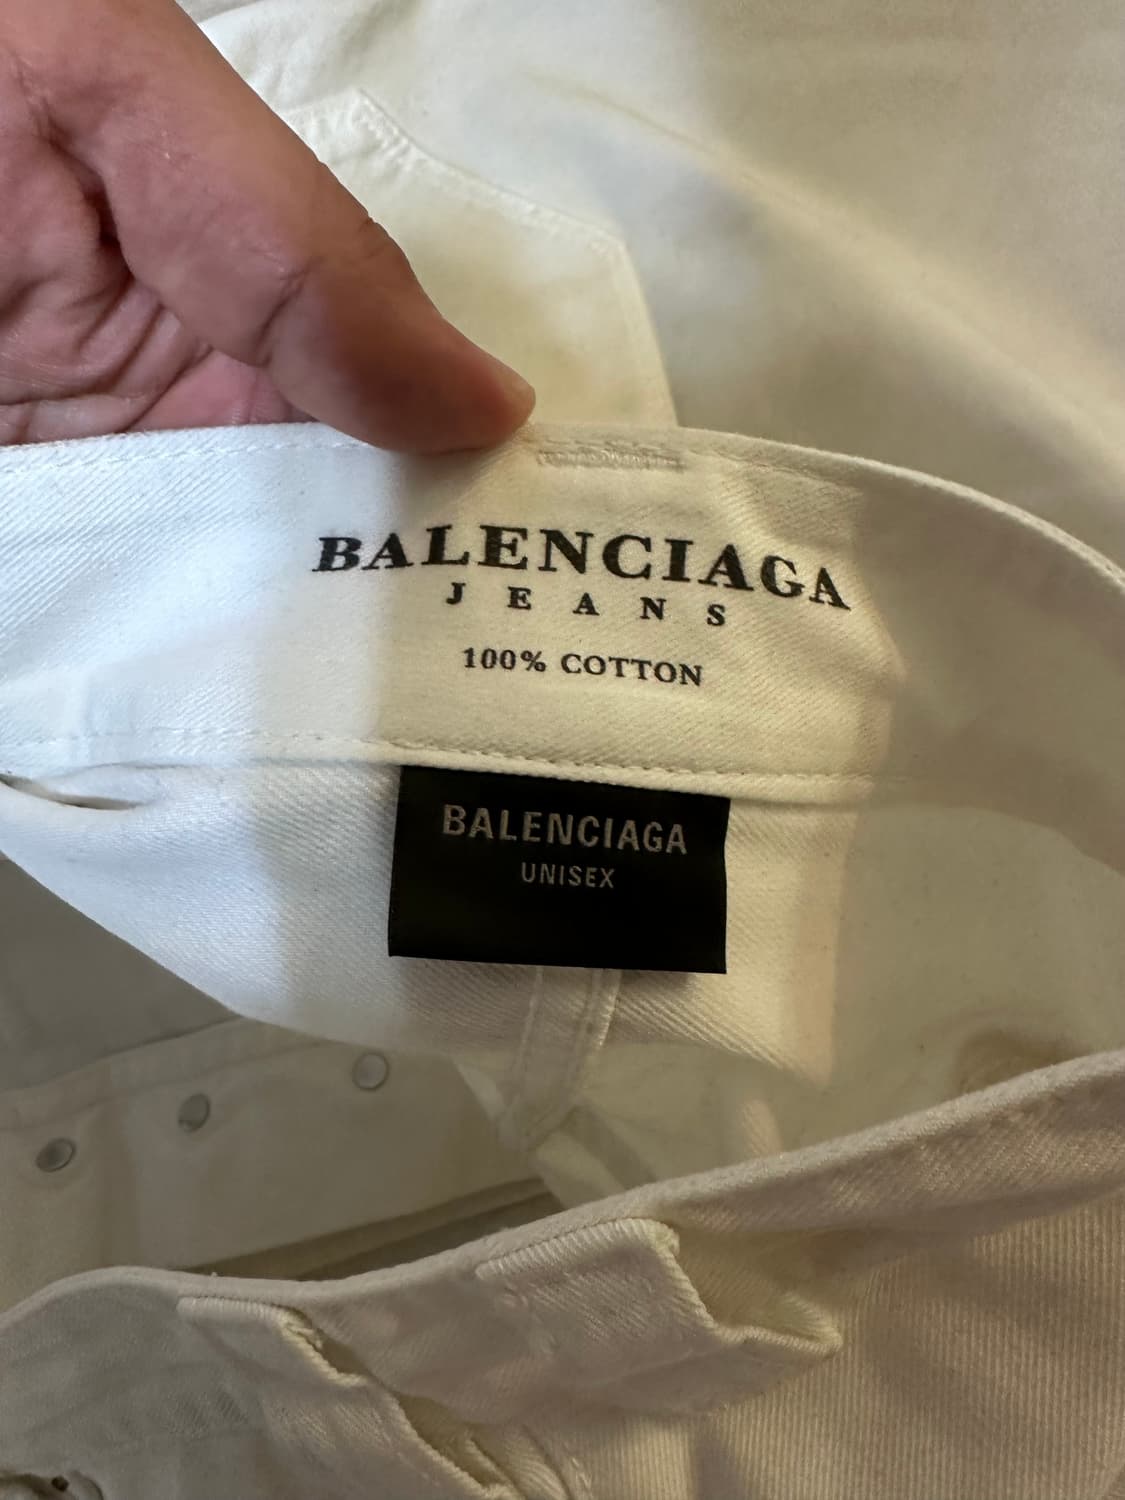 BALENCIAGA
JEANS
100% COTTON
BALENCIAGA
UNISEX